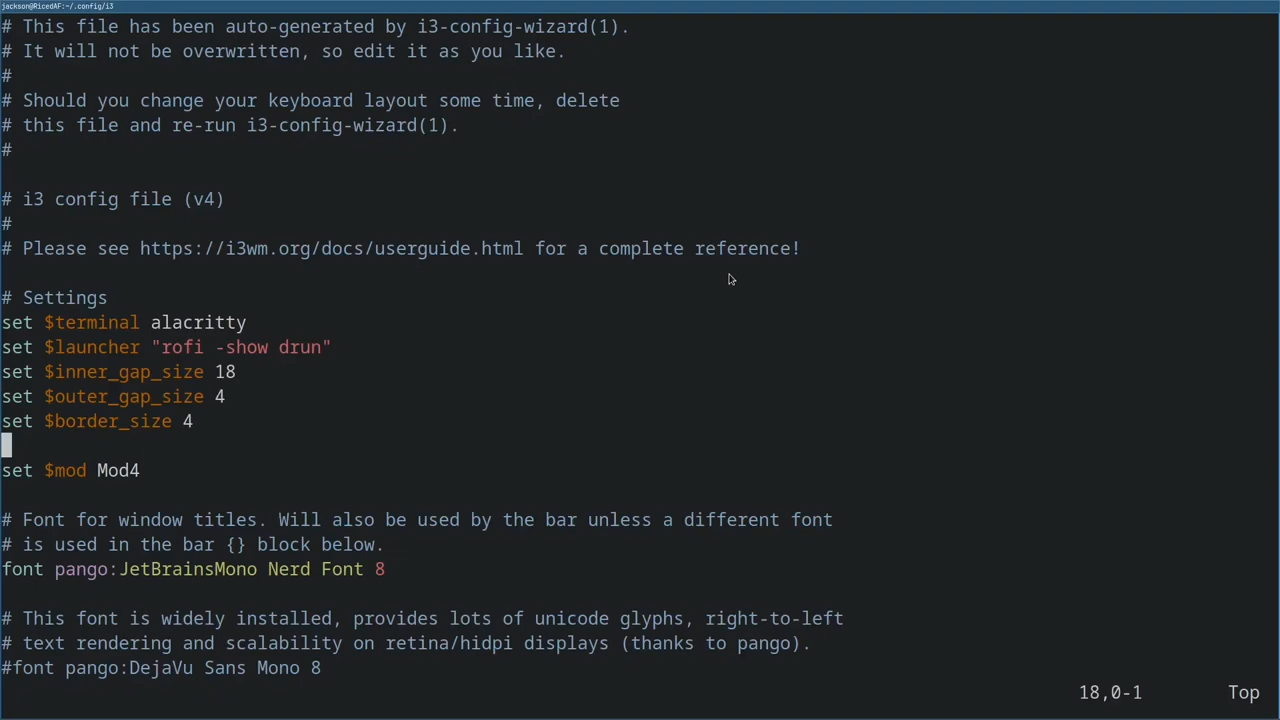 jackson@RicedAF:~/.config/i3
# This file has been auto-generated by i3-config-wizard(1).
# It will not be overwritten, so edit it as you like.
#
# Should you change your keyboard layout some time, delete
# this file and re-run i3-config-wizard(1).
#
# i3 config file (v4)
#
# Please see https://i3wm.org/docs/userguide.html for a complete reference!
# Settings
set $terminal alacritty
set $launcher "rofi -show drun"
set $inner_gap_size 18
set $outer_gap_size 4
set $border_size 4
set $mod Mod4
# Font for window titles. Will also be used by the bar unless a different font
# is used in the bar {} block below.
font pango:JetBrainsMono Nerd Font 8
# This font is widely installed, provides lots of unicode glyphs, right-to-left
# text rendering and scalability on retina/hidpi displays (thanks to pango).
#font pango:DejaVu Sans Mono 8
18,0-1 Top